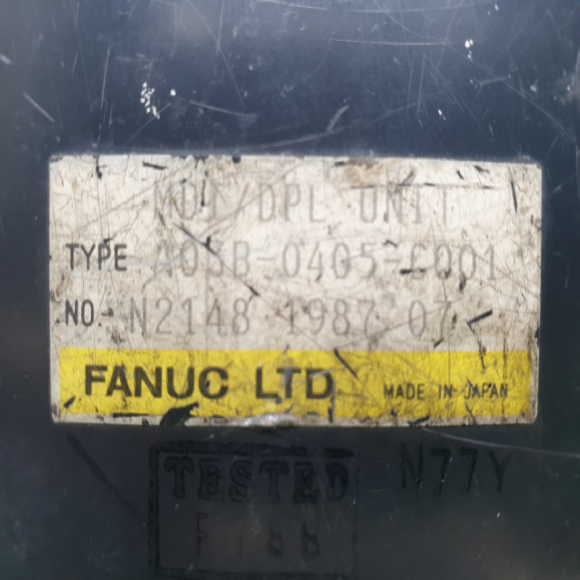 MDI/DPL UNIT
TYPE A05B-0405-C001
NO. N2148 1987 07
FANUC LTD MADE IN JAPAN
TESTED N77Y